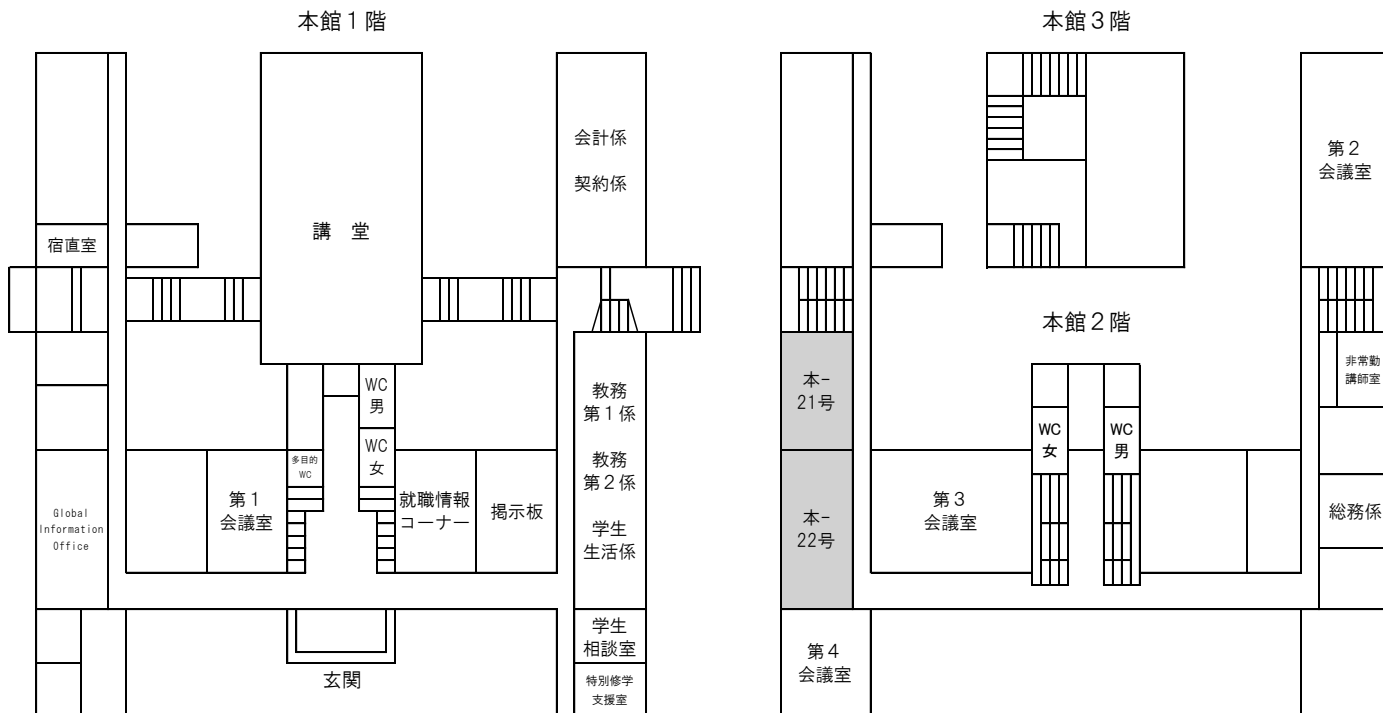 本館1階
会計係
契約係
講 堂
宿直室
WC
男
WC
女
多目的
WC
第1
会議室
就職情報
コーナー
掲示板
Global
Information
Office
教務
第1係
教務
第2係
学生
生活係
学生
相談室
特別修学
支援室
玄関
本館3階
第2
会議室
本館2階
非常勤
講師室
本-
21号
WC
女
WC
男
本-
22号
第3
会議室
総務係
第4
会議室